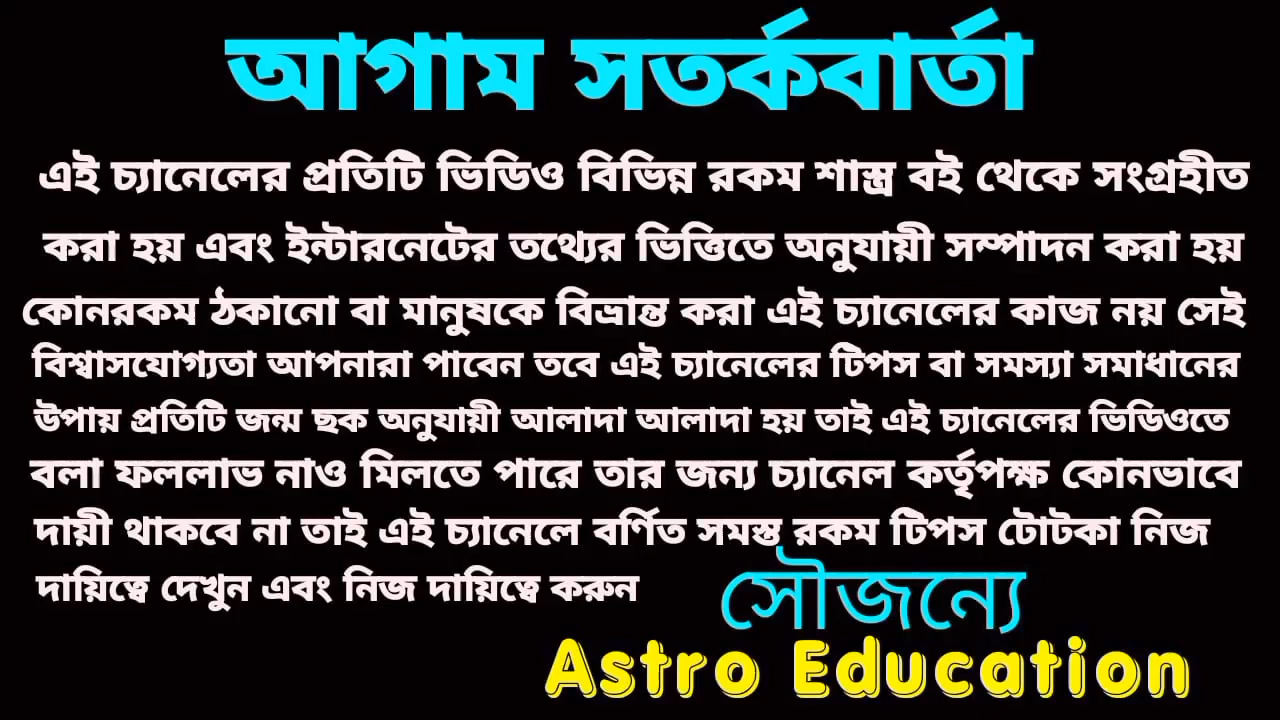 আগাম সতর্কবার্তা
এই চ্যানেলের প্রতিটি ভিডিও বিভিন্ন রকম শাস্ত্র বই থেকে সংগ্রহীত
করা হয় এবং ইন্টারনেটের তথ্যের ভিত্তিতে অনুযায়ী সম্পাদন করা হয়
কোনরকম ঠকানো বা মানুষকে বিভ্রান্ত করা এই চ্যানেলের কাজ নয় সেই
বিশ্বাসযোগ্যতা আপনারা পাবেন তবে এই চ্যানেলের টিপস বা সমস্যা সমাধানের
উপায় প্রতিটি জন্ম ছক অনুযায়ী আলাদা আলাদা হয় তাই এই চ্যানেলের ভিডিওতে
বলা ফললাভ নাও মিলতে পারে তার জন্য চ্যানেল কর্তৃপক্ষ কোনভাবে
দায়ী থাকবে না তাই এই চ্যানেলে বর্ণিত সমস্ত রকম টিপস টোটকা নিজ
দায়িত্বে দেখুন এবং নিজ দায়িত্বে করুন
সৌজন্যে
Astro Education